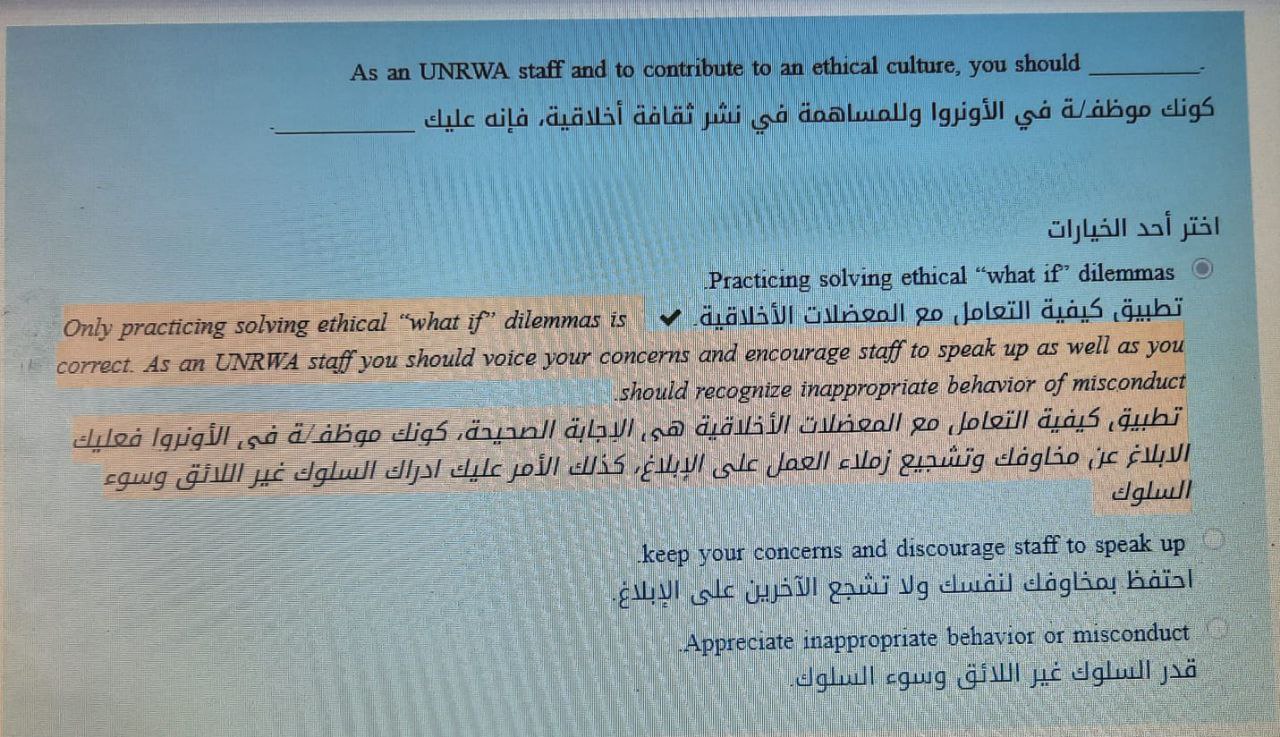 As an UNRWA staff and to contribute to an ethical culture, you should ________.
كونك موظف/ة في الأونروا وللمساهمة في نشر ثقافة أخلاقية، فإنه عليك ________.
اختر أحد الخيارات
Practicing solving ethical “what if” dilemmas.
تطبيق كيفية التعامل مع المعضلات الأخلاقية. ✔ Only practicing solving ethical “what if” dilemmas is
correct. As an UNRWA staff you should voice your concerns and encourage staff to speak up as well as you
should recognize inappropriate behavior of misconduct.
تطبيق كيفية التعامل مع المعضلات الأخلاقية هي الاجابة الصحيحة، كونك موظف/ة في الأونروا فعليك
الابلاغ عن مخاوفك وتشجيع زملاء العمل على الإبلاغ، كذلك الأمر عليك ادراك السلوك غير اللائق وسوء
السلوك
keep your concerns and discourage staff to speak up.
احتفظ بمخاوفك لنفسك ولا تشجع الآخرين على الإبلاغ.
Appreciate inappropriate behavior or misconduct.
قدر السلوك غير اللائق وسوء السلوك.